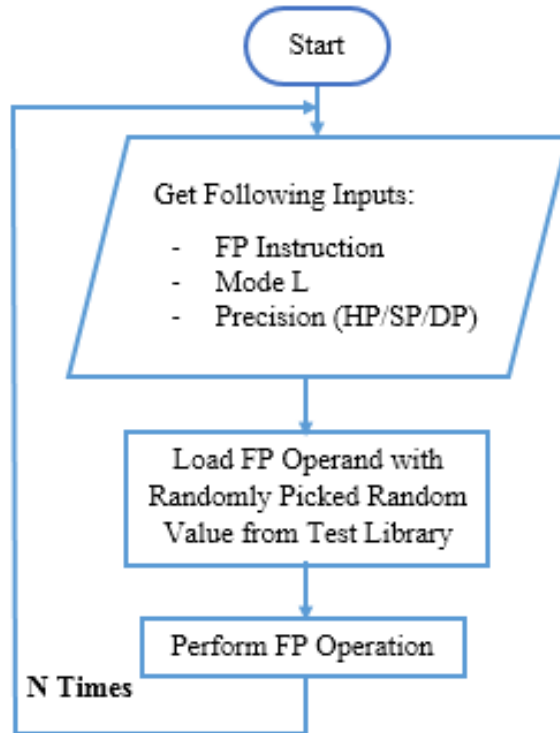 Start
Get Following Inputs:
- FP Instruction
- Mode L
- Precision (HP/SP/DP)
Load FP Operand with
Randomly Picked Random
Value from Test Library
Perform FP Operation
N Times